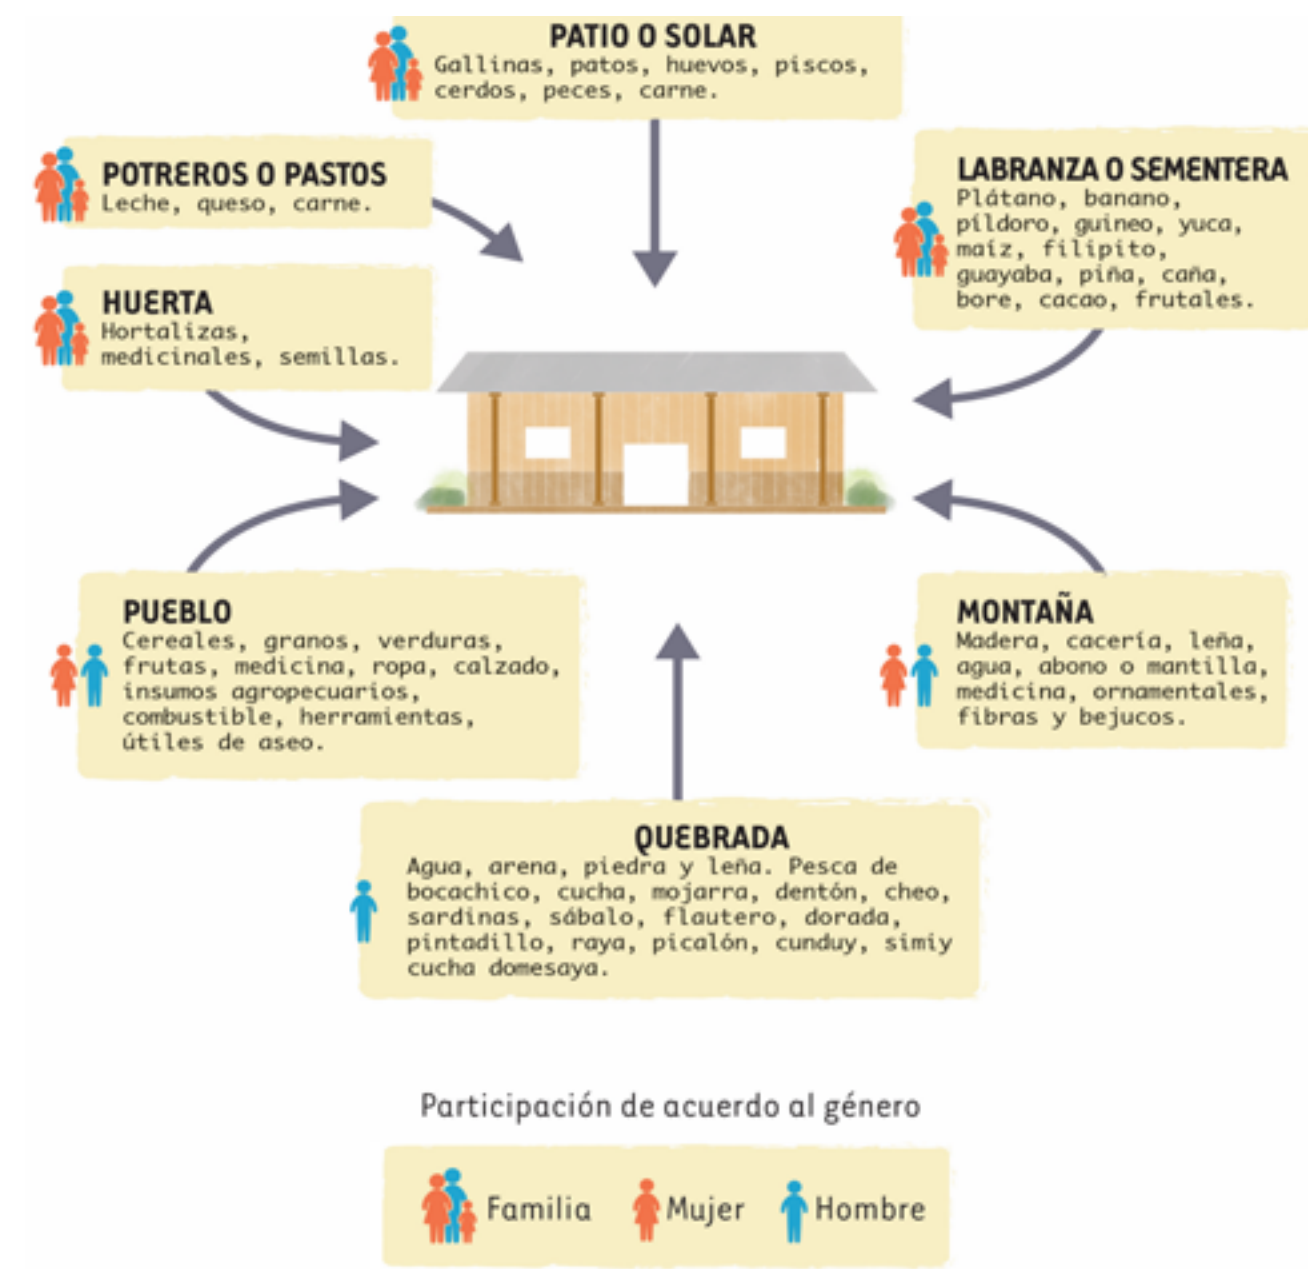 PATIO O SOLAR
Gallinas, patos, huevos, piscos,
cerdos, peces, carne.
POTREROS O PASTOS
Leche, queso, carne.
LABRANZA O SEMENTERA
Plátano, banano,
píldoro, guineo, yuca,
maíz, filipito,
guayaba, piña, caña,
bore, cacao, frutales.
HUERTA
Hortalizas,
medicinales, semillas.
PUEBLO
Cereales, granos, verduras,
frutas, medicina, ropa, calzado,
insumos agropecuarios,
combustible, herramientas,
útiles de aseo.
MONTAÑA
Madera, cacería, leña,
agua, abono o mantilla,
medicina, ornamentales,
fibras y bejucos.
QUEBRADA
Agua, arena, piedra y leña. Pesca de
bocachico, cucha, mojarra, dentón, cheo,
sardinas, sábalo, flautero, dorada,
pintadillo, raya, picalón, cunduy, simiy
cucha domesaya.
Participación de acuerdo al género
Familia Mujer Hombre